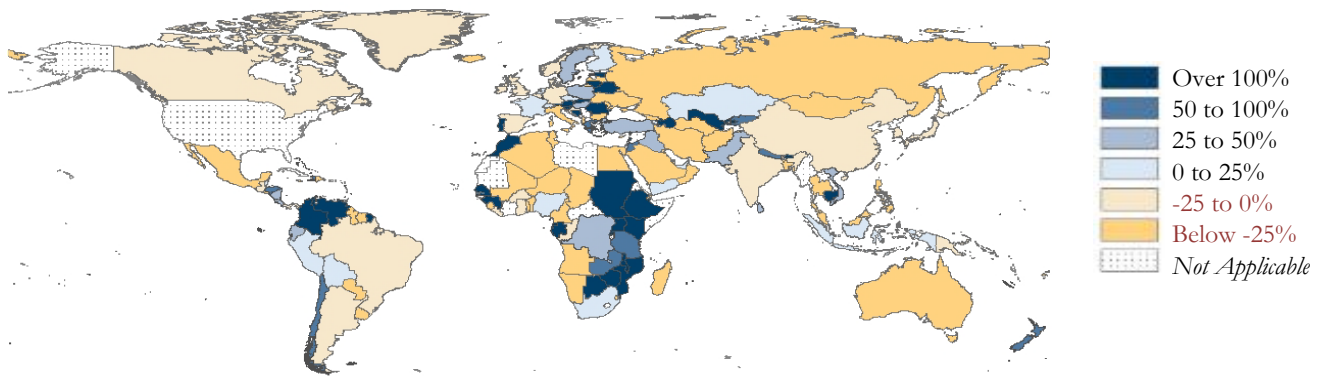 Over 100%
50 to 100%
25 to 50%
0 to 25%
-25 to 0%
Below -25%
Not Applicable